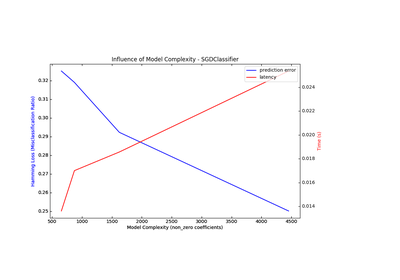 Influence of Model Complexity - SGDClassifier
prediction error
latency
Hamming Loss (Misclassification Ratio)
0.32
0.31
0.30
0.29
0.28
0.27
0.26
0.25
0.024
0.022
0.020
0.018
0.016
0.014
Time (s)
500 1000 1500 2000 2500 3000 3500 4000 4500
Model Complexity (non_zero coefficients)